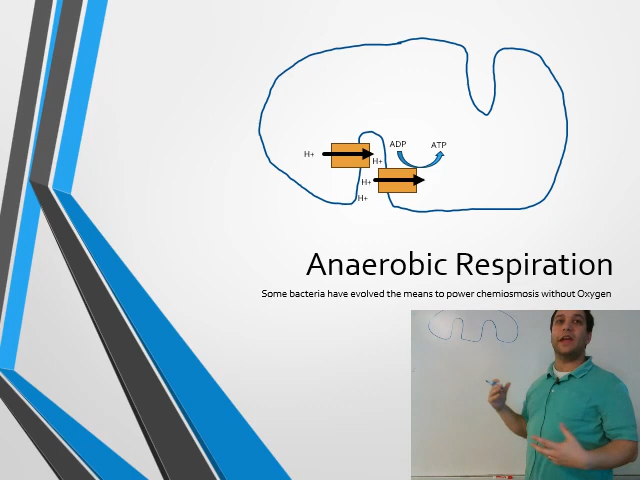 ADP
ATP
H+
H+
H+
H+
Anaerobic Respiration
Some bacteria have evolved the means to power chemiosmosis without Oxygen